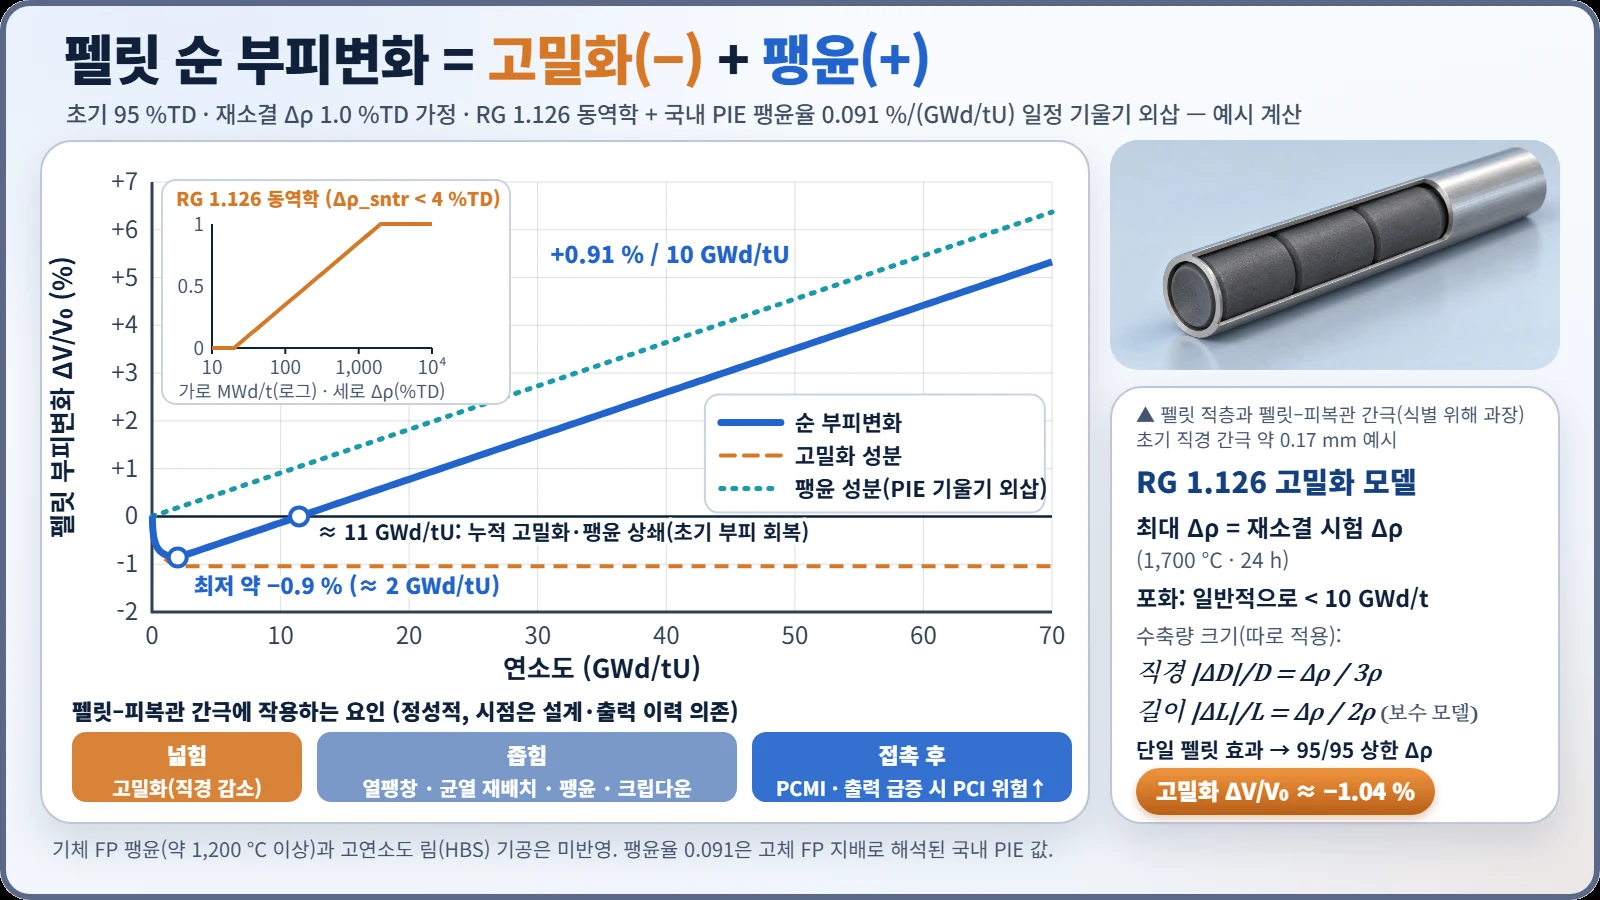 펠릿 순 부피변화 = 고밀화(−) + 팽윤(+)
초기 95 %TD · 재소결 Δρ 1.0 %TD 가정 · RG 1.126 동역학 + 국내 PIE 팽윤율 0.091 %/(GWd/tU) 일정 기울기 외삽 — 예시 계산
펠릿 부피변화 ΔV/V₀ (%)
+7
+6
+5
+4
+3
+2
+1
0
-1
-2
RG 1.126 동역학 (Δρ_sntr < 4 %TD)
1
0.5
0
10 100 1,000 10⁴
가로 MWd/t(로그) · 세로 Δρ(%TD)
+0.91 % / 10 GWd/tU
순 부피변화
고밀화 성분
팽윤 성분(PIE 기울기 외삽)
≈ 11 GWd/tU: 누적 고밀화·팽윤 상쇄(초기 부피 회복)
최저 약 −0.9 % (≈ 2 GWd/tU)
0 10 20 30 40 50 60 70
연소도 (GWd/tU)
펠릿–피복관 간극에 작용하는 요인 (정성적, 시점은 설계·출력 이력 의존)
넓힘
고밀화(직경 감소)
좁힘
열팽창 · 균열 재배치 · 팽윤 · 크립다운
접촉 후
PCMI · 출력 급증 시 PCI 위험↑
▲ 펠릿 적층과 펠릿–피복관 간극(식별 위해 과장)
초기 직경 간극 약 0.17 mm 예시
RG 1.126 고밀화 모델
최대 Δρ = 재소결 시험 Δρ
(1,700 °C · 24 h)
포화: 일반적으로 < 10 GWd/t
수축량 크기(따로 적용):
직경 |ΔD|/D = Δρ / 3ρ
길이 |ΔL|/L = Δρ / 2ρ (보수 모델)
단일 펠릿 효과 → 95/95 상한 Δρ
고밀화 ΔV/V₀ ≈ −1.04 %
기체 FP 팽윤(약 1,200 °C 이상)과 고연소도 림(HBS) 기공은 미반영. 팽윤율 0.091은 고체 FP 지배로 해석된 국내 PIE 값.